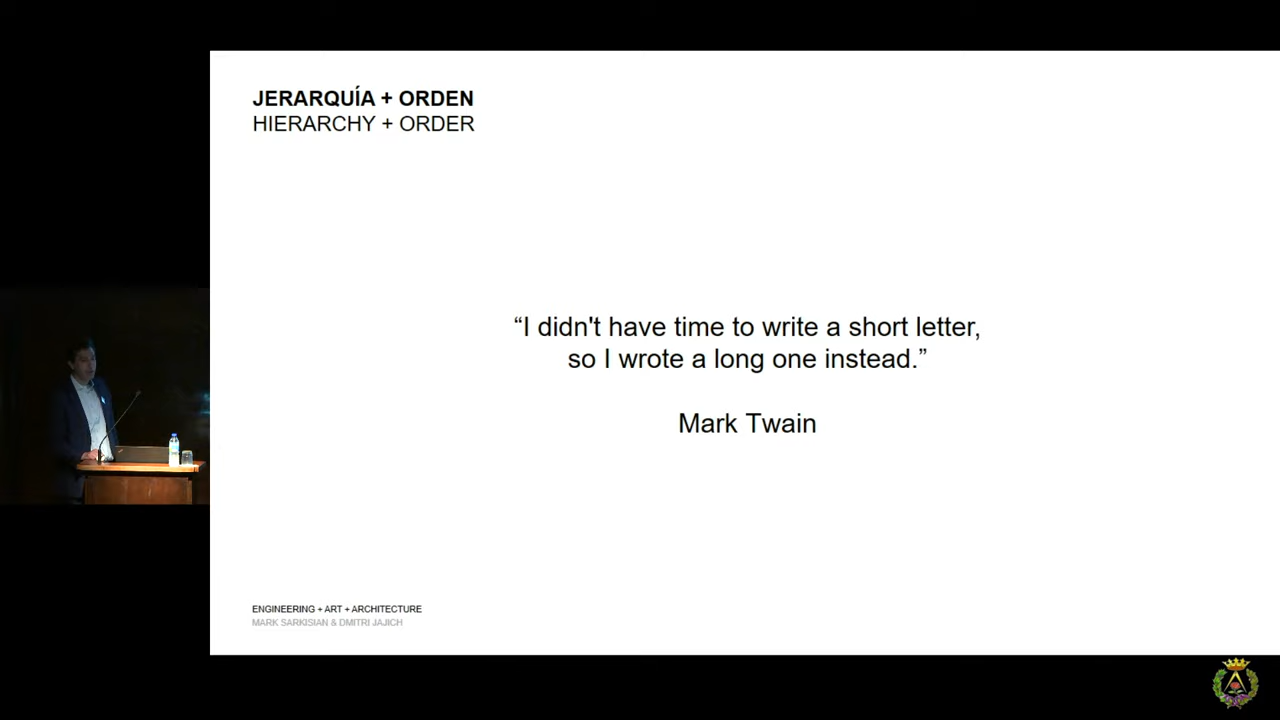 JERARQUÍA + ORDEN
HIERARCHY + ORDER
“I didn't have time to write a short letter,
so I wrote a long one instead.”
Mark Twain
ENGINEERING + ART + ARCHITECTURE
MARK SARKISIAN & DMITRI JAJICH